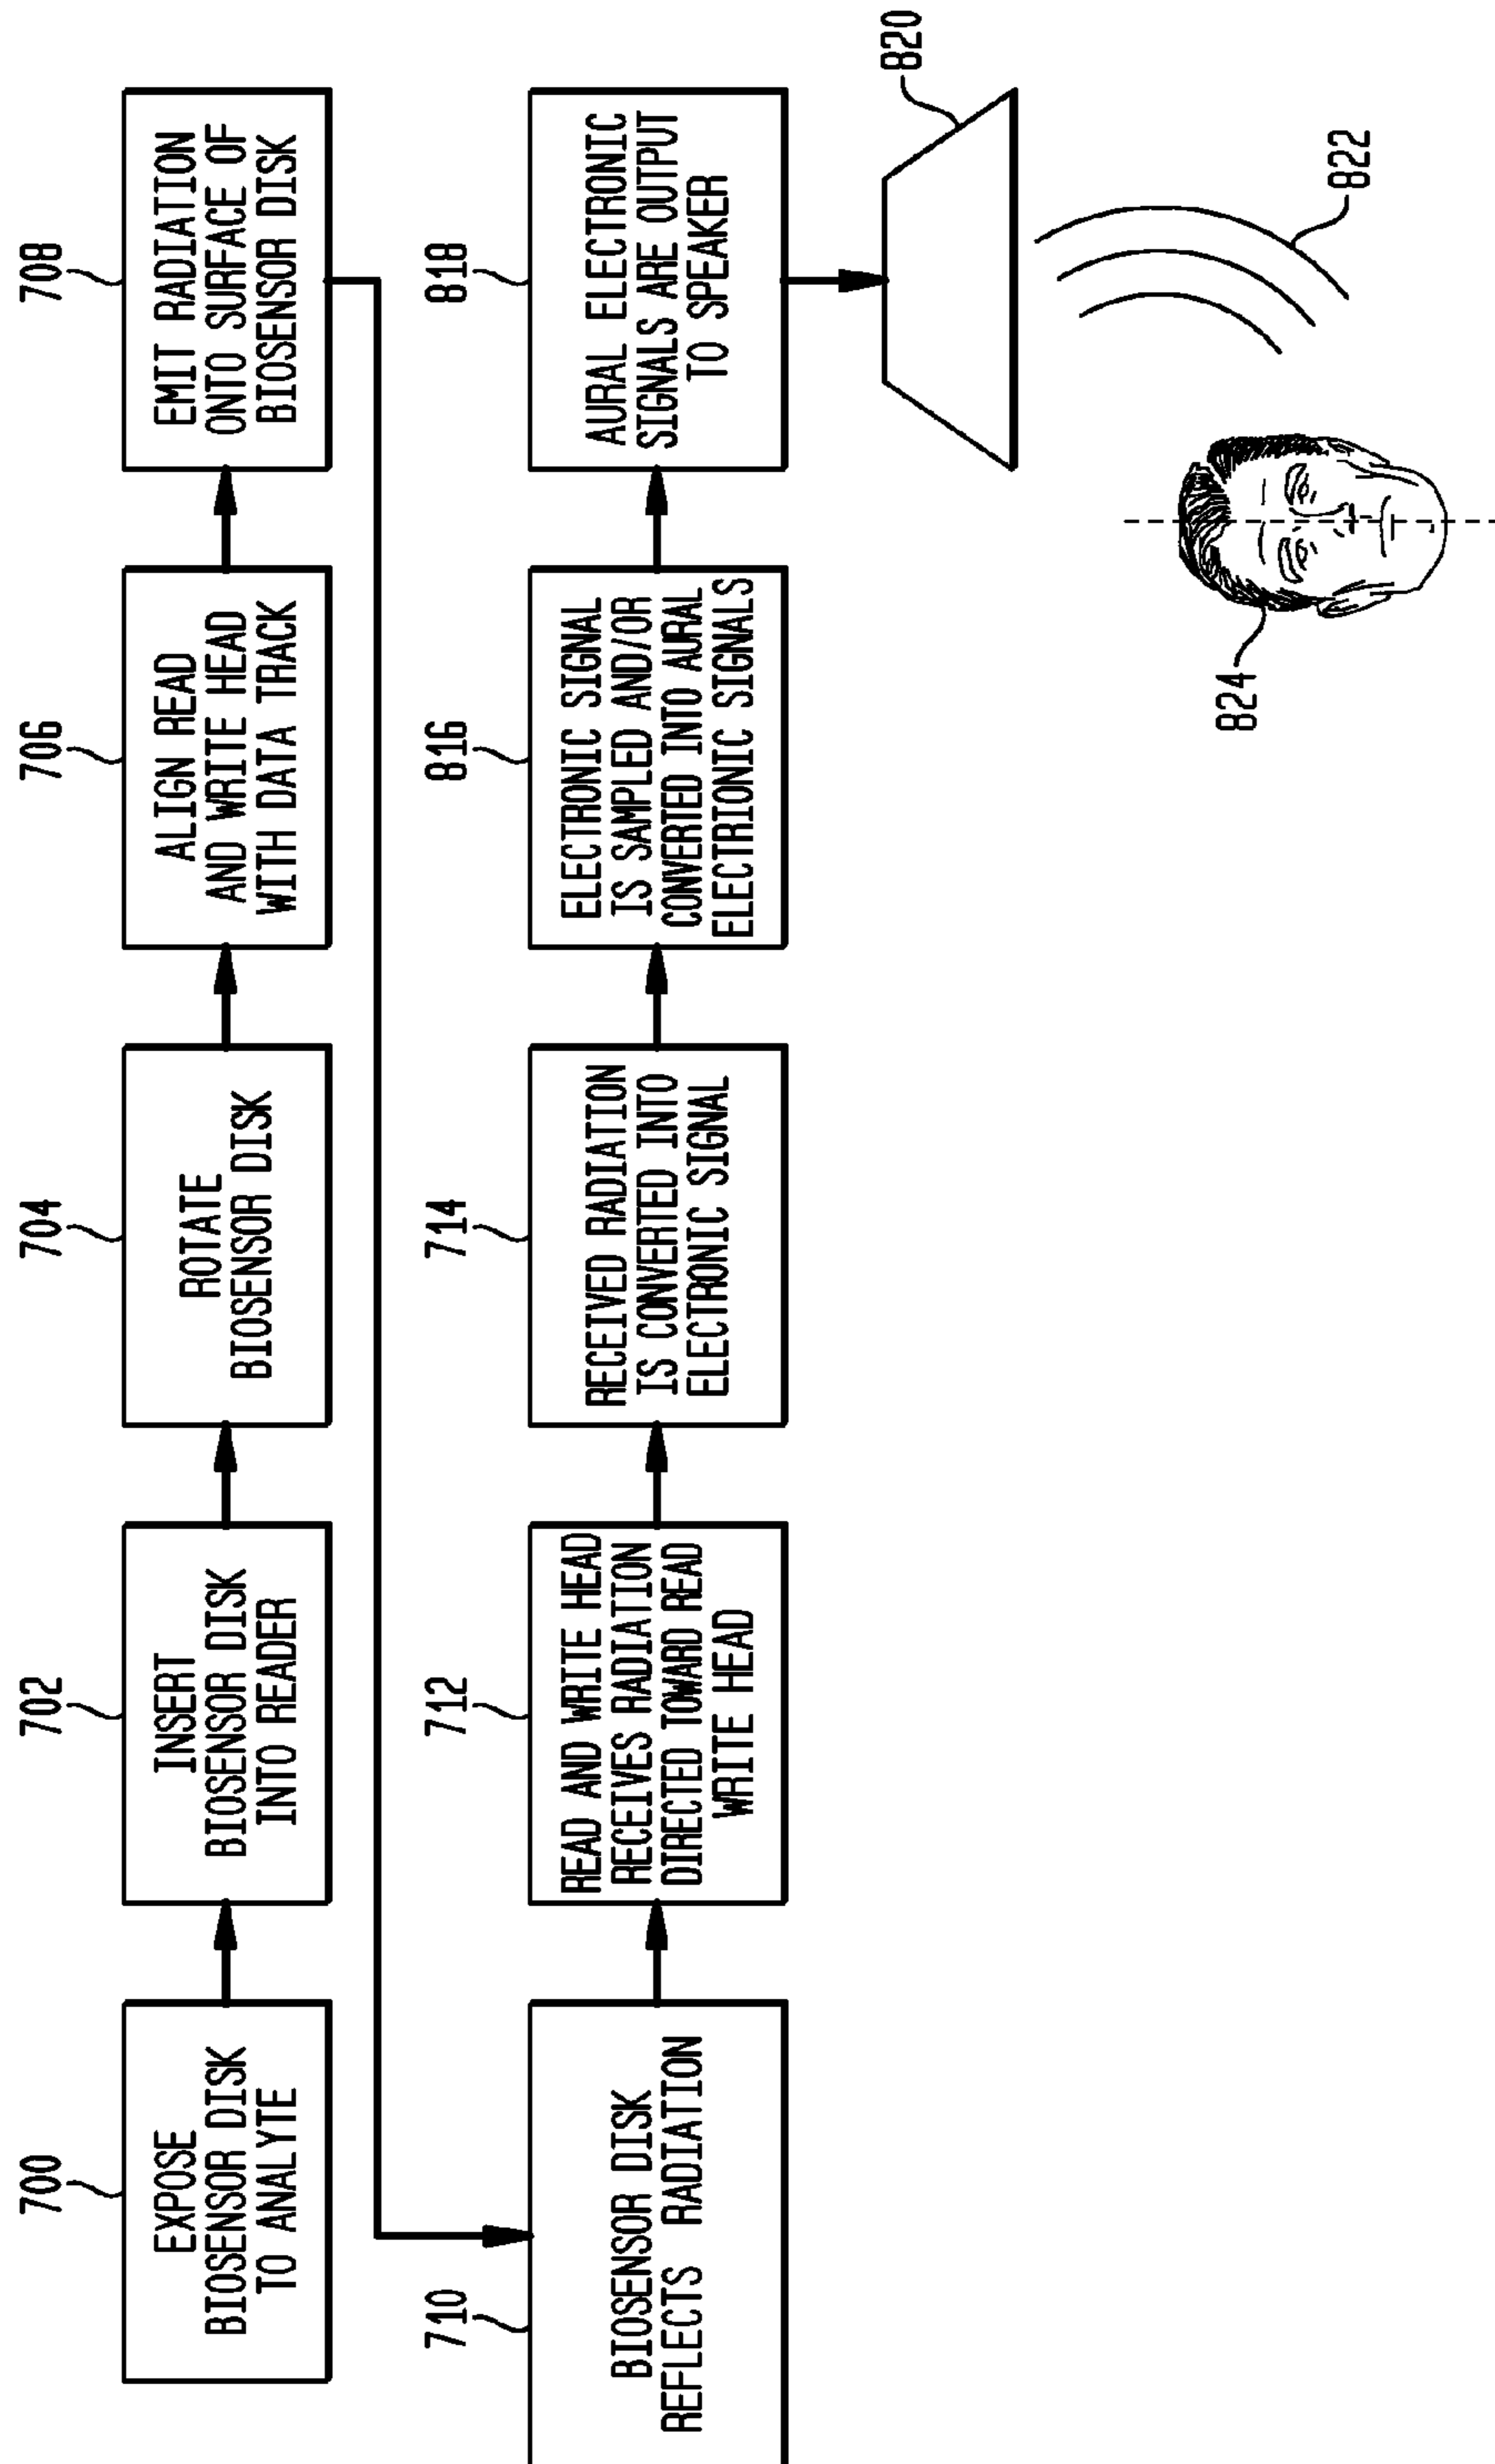 700
EXPOSE
BIOSENSOR DISK
TO ANALYTE
702
INSERT
BIOSENSOR DISK
INTO READER
704
ROTATE
BIOSENSOR DISK
706
ALIGN READ
AND WRITE HEAD
WITH DATA TRACK
708
EMIT RADIATION
ONTO SURFACE OF
BIOSENSOR DISK
710
BIOSENSOR DISK
REFLECTS RADIATION
712
READ AND WRITE HEAD
RECEIVES RADIATION
DIRECTED TOWARD READ
WRITE HEAD
714
RECEIVED RADIATION
IS CONVERTED INTO
ELECTRONIC SIGNAL
816
ELECTRONIC SIGNAL
IS SAMPLED AND/OR
CONVERTED INTO AURAL
ELECTRIONIC SIGNALS
818
AURAL ELECTRONIC
SIGNALS ARE OUTPUT
TO SPEAKER
820
822
824